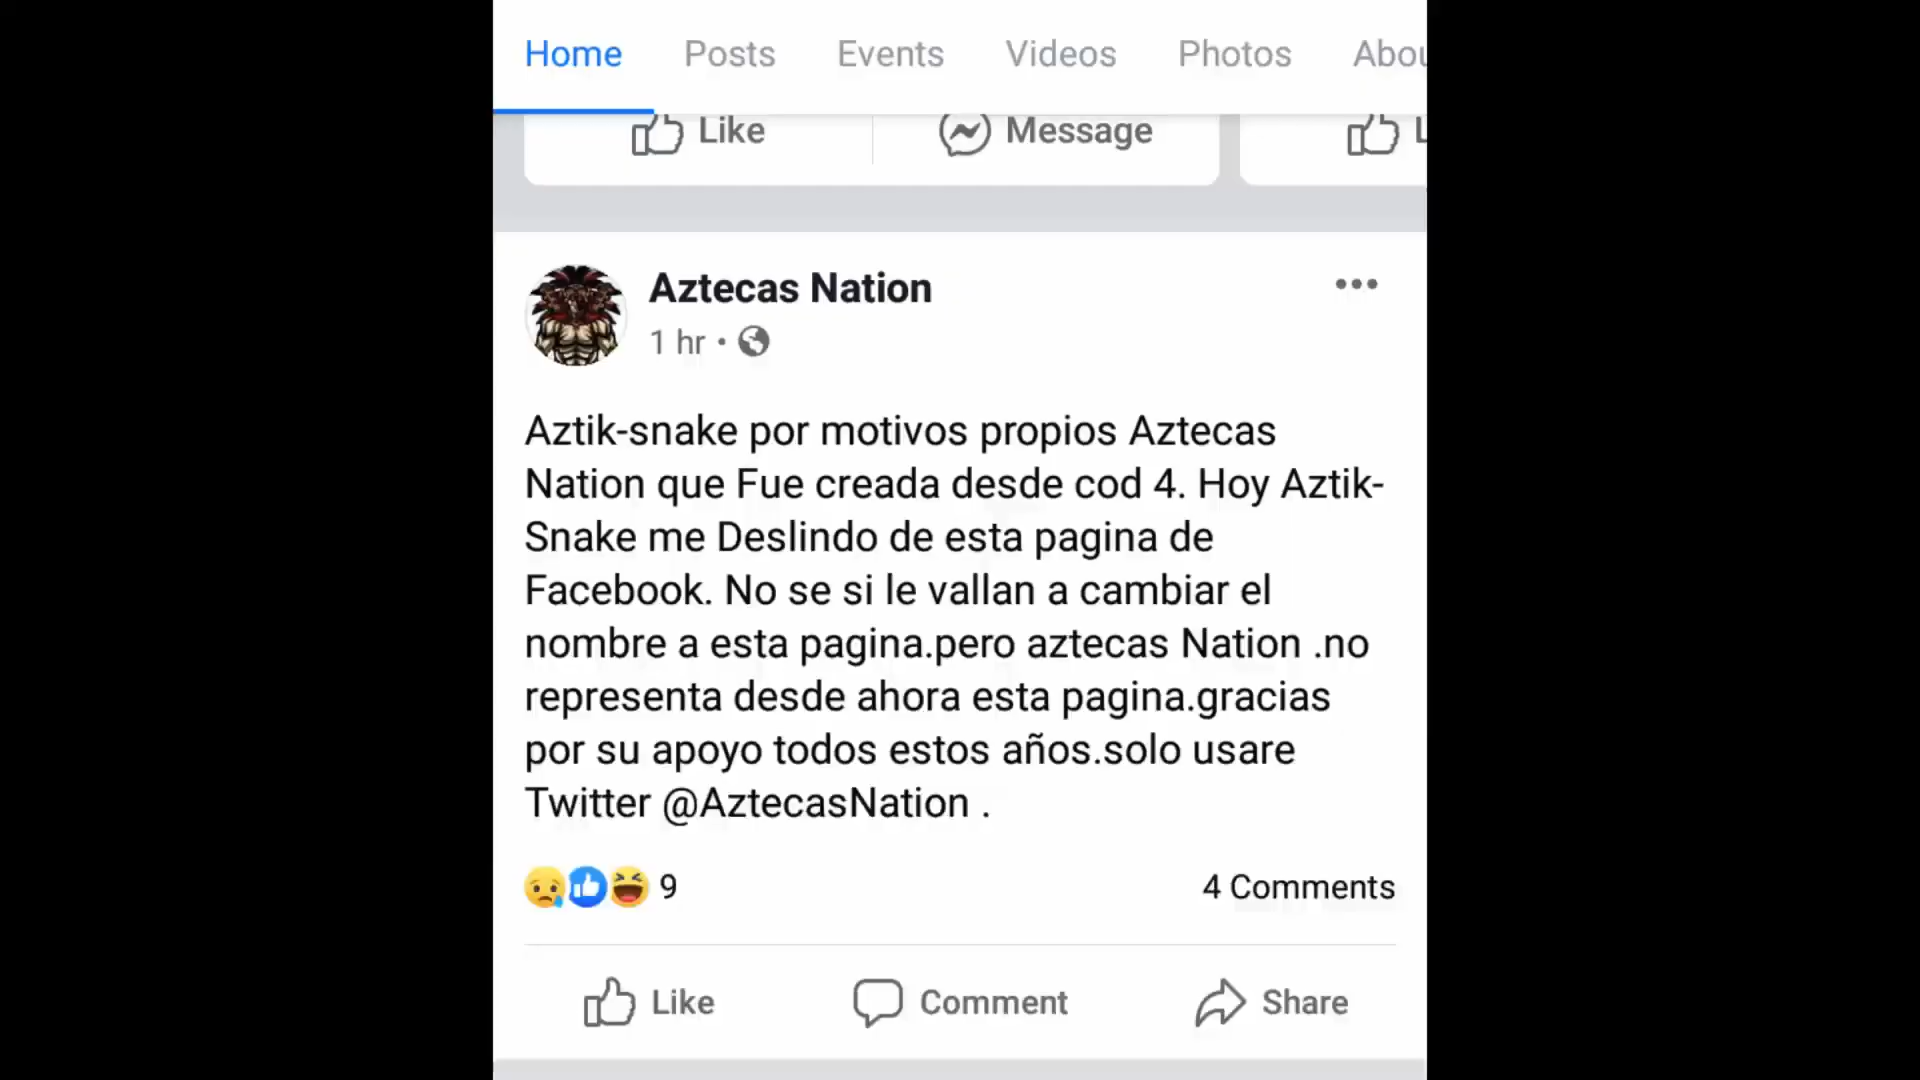 Home Posts Events Videos Photos Abou
Like Message L
Aztecas Nation
1 hr •
Aztik-snake por motivos propios Aztecas
Nation que Fue creada desde cod 4. Hoy Aztik-
Snake me Deslindo de esta pagina de
Facebook. No se si le vallan a cambiar el
nombre a esta pagina.pero aztecas Nation .no
representa desde ahora esta pagina.gracias
por su apoyo todos estos años.solo usare
Twitter @AztecasNation .
9 4 Comments
Like Comment Share